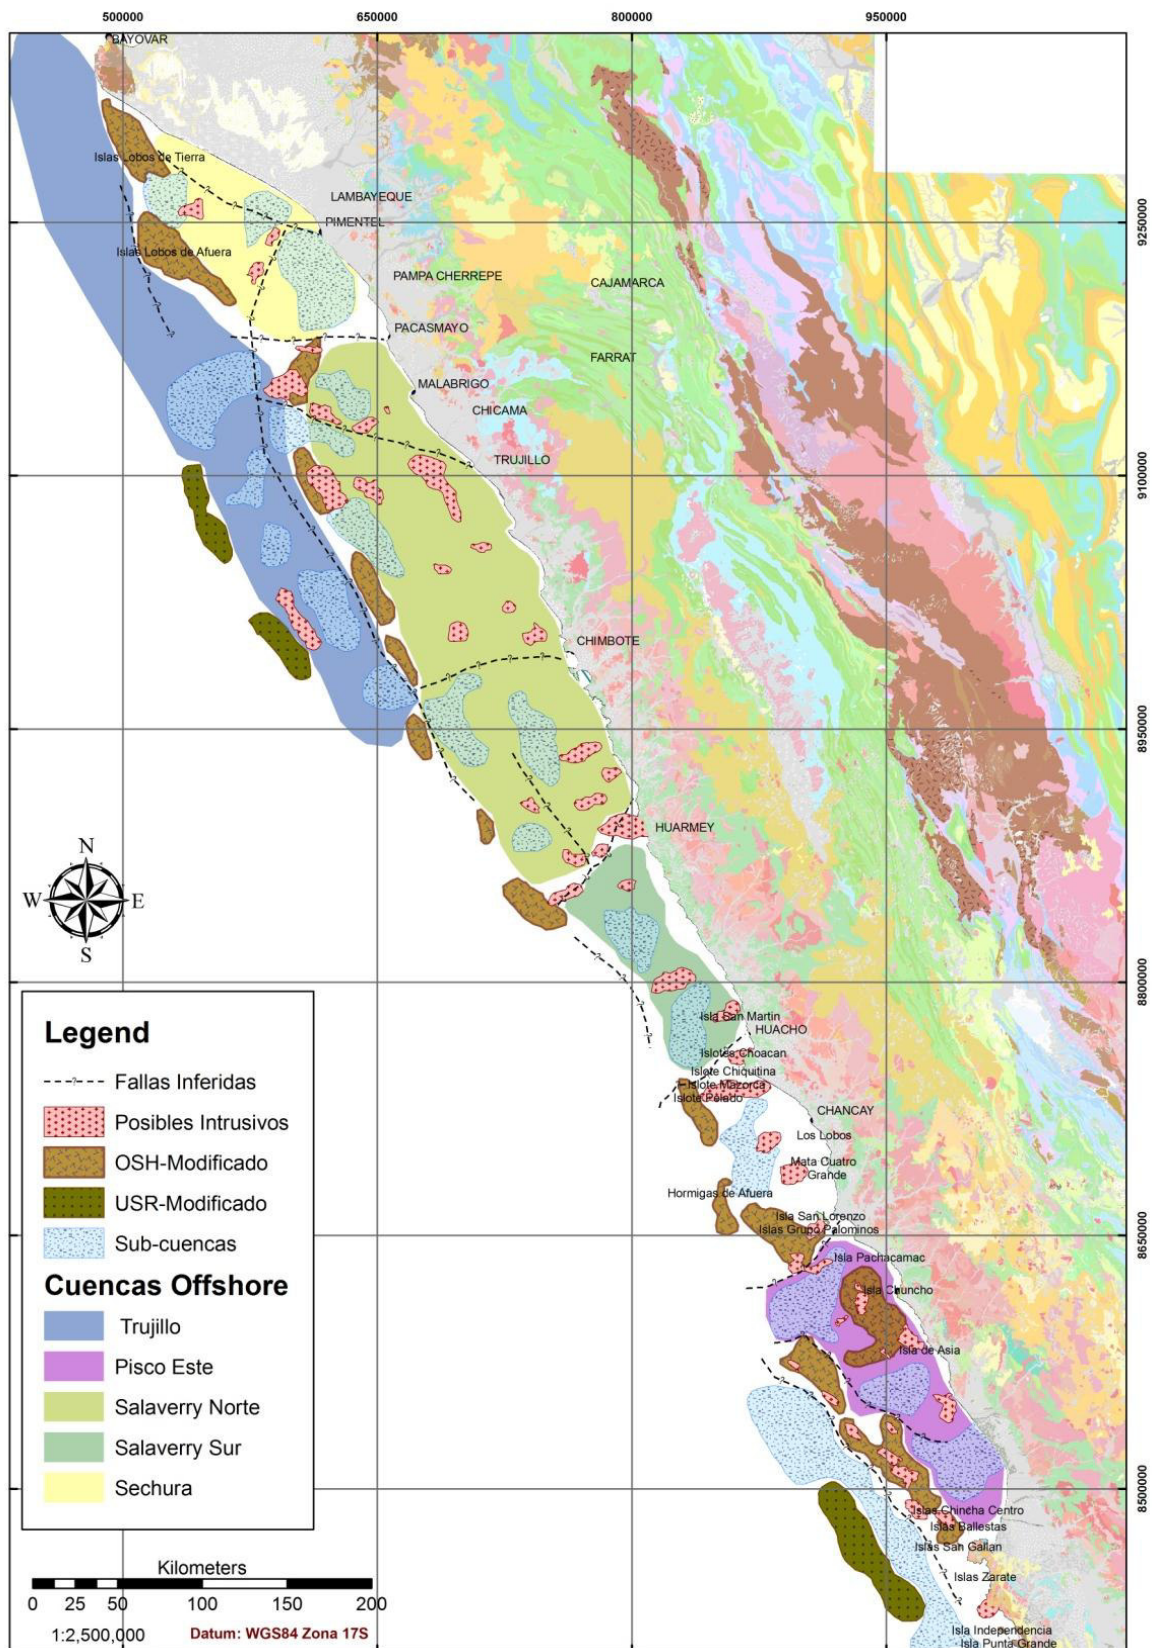 500000
650000
800000
950000
BAYOVAR
Islas Lobos de Tierra
LAMBAYEQUE
PIMENTEL
9250000
Islas Lobos de Afuera
PAMPA CHERREPE
CAJAMARCA
PACASMAYO
FARRAT
MALABRIGO
CHICAMA
TRUJILLO
9100000
CHIMBOTE
8950000
HUARMEY
N
W
E
S
8800000
Isla San Martin
HUACHO
Islotes Choacan
Islote Chiquitina
Islote Mazorca
Islote Pelado
CHANCAY
Los Lobos
Mata Cuatro
Grande
Hormigas de Afuera
Isla San Lorenzo
Islas Grupo Palominos
8650000
Isla Pachacamac
Isla Chuncho
Isla de Asia
8500000
Islas Chincha Centro
Islas Ballestas
Islas San Gallan
Islas Zarate
Isla Independencia
Isla Punta Grande
Legend
Fallas Inferidas
Posibles Intrusivos
OSH-Modificado
USR-Modificado
Sub-cuencas
Cuencas Offshore
Trujillo
Pisco Este
Salaverry Norte
Salaverry Sur
Sechura
Kilometers
0 25 50 100 150 200
1:2,500,000
Datum: WGS84 Zona 17S